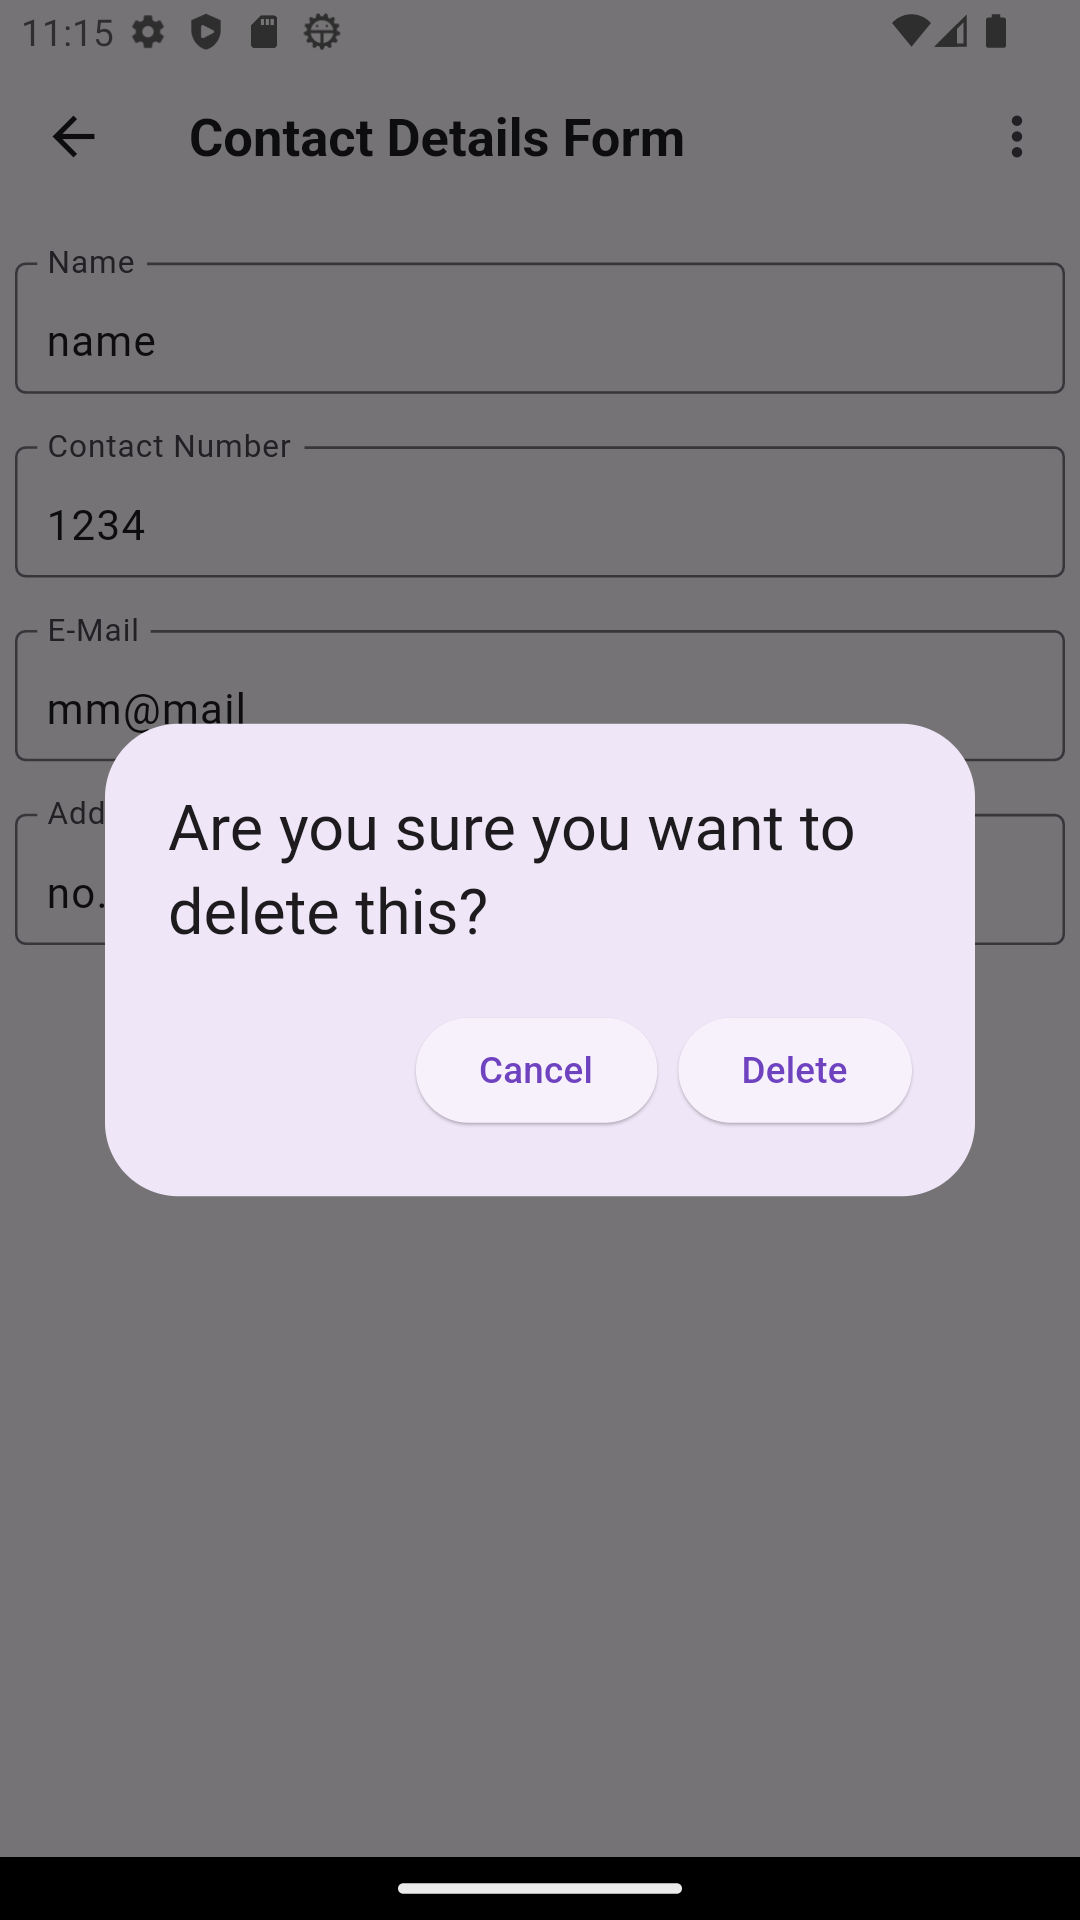 11:15
Contact Details Form
Name
name
Contact Number
1234
E-Mail
mm@mail
Add
no.
Are you sure you want to
delete this?
Cancel
Delete